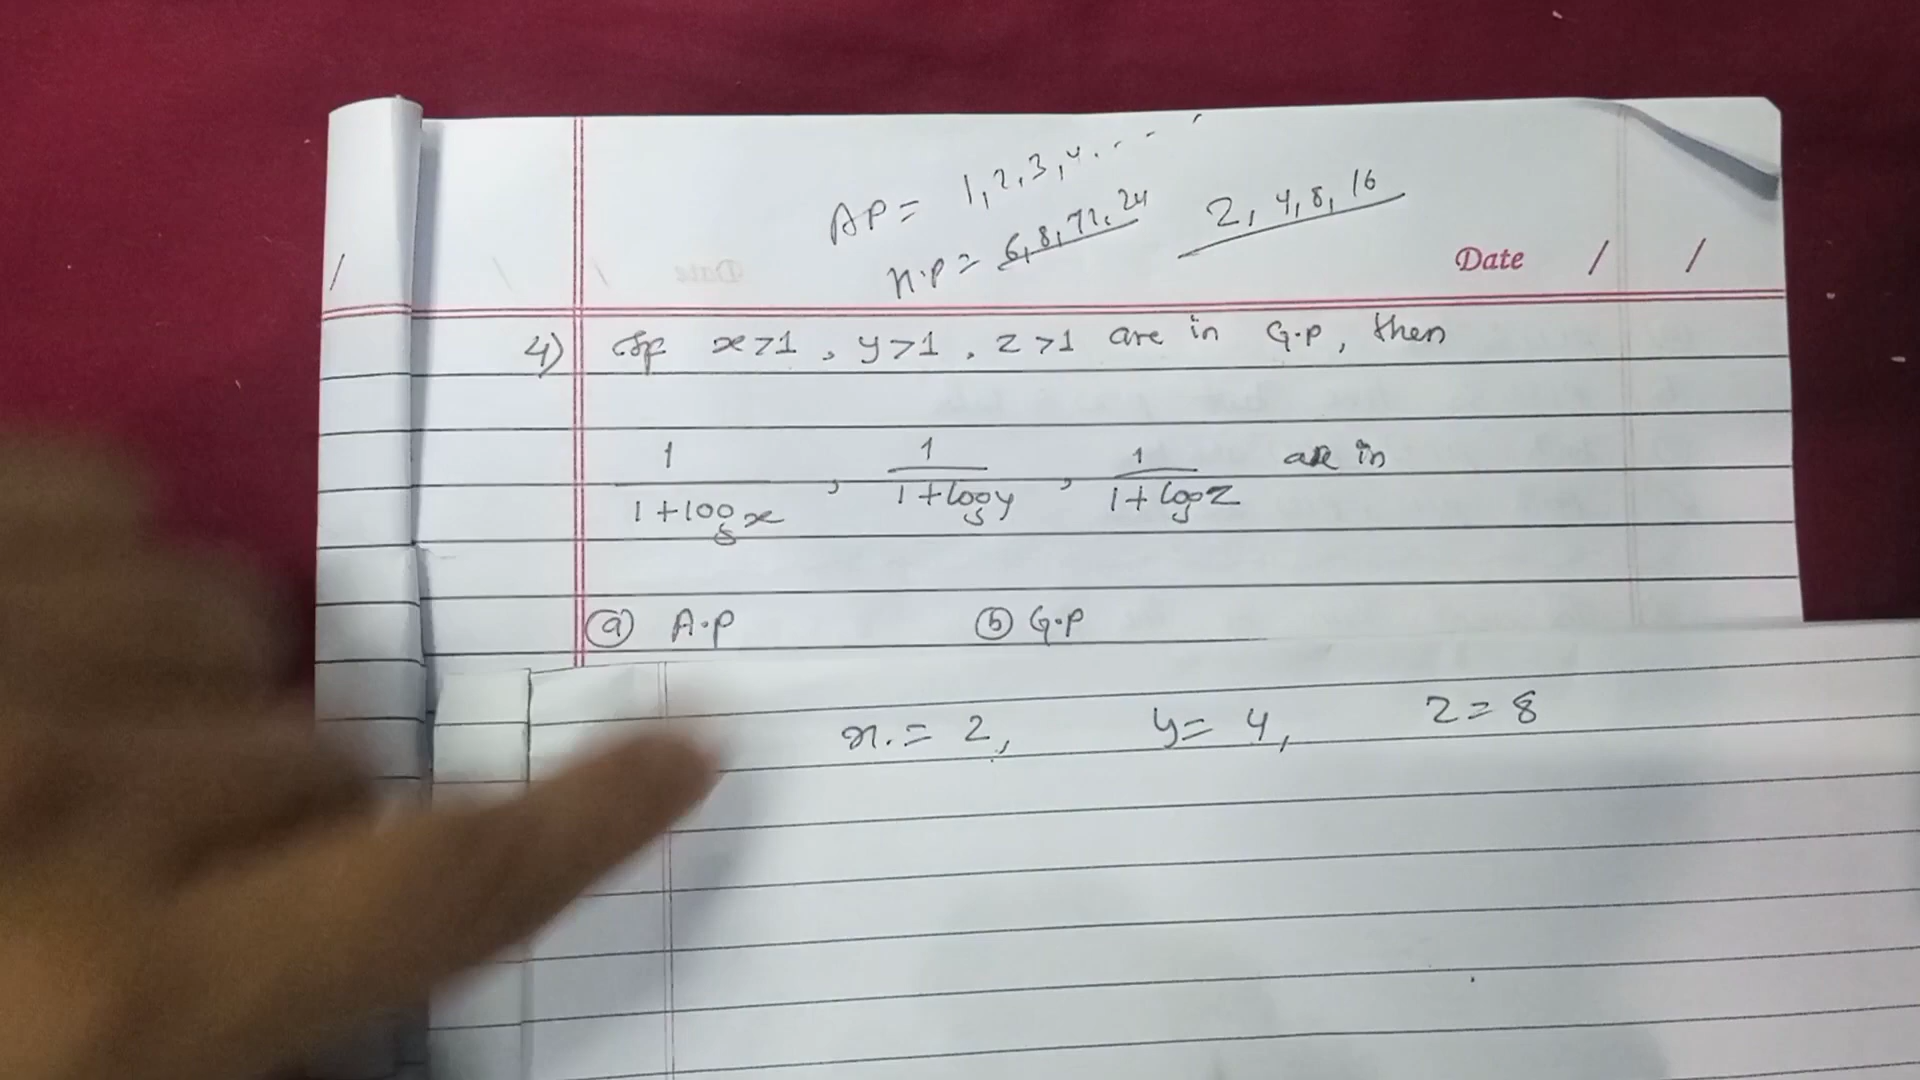 AP = 1, 2, 3, 4. - - '
H.P = 6, 8, 12, 24 2, 4, 8, 16
Date / /
4) If x>1, y>1, z>1 are in G.P, then
1 1 1 are in
1+log x , 1+log y , 1+log z
(a) A.P (b) G.P
x = 2, y = 4, z = 8